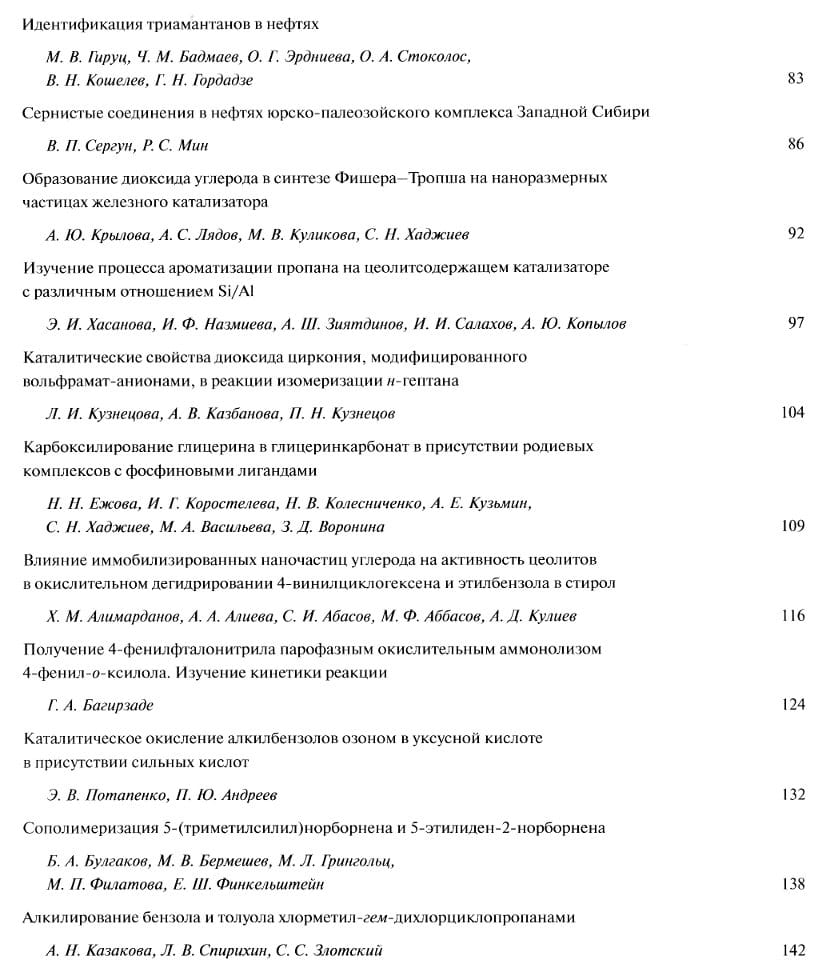 Идентификация триамантанов в нефтях
М. В. Гируц, Ч. М. Бадмаев, О. Г. Эрдниева, О. А. Стоколос,
В. Н. Кошелев, Г. Н. Гордадзе 83
Сернистые соединения в нефтях юрско-палеозойского комплекса Западной Сибири
В. П. Сергун, Р. С. Мин 86
Образование диоксида углерода в синтезе Фишера–Тропша на наноразмерных
частицах железного катализатора
А. Ю. Крылова, А. С. Лядов, М. В. Куликова, С. Н. Хаджиев 92
Изучение процесса ароматизации пропана на цеолитсодержащем катализаторе
с различным отношением Si/Al
Э. И. Хасанова, И. Ф. Назмиева, А. Ш. Зиятдинов, И. И. Салахов, А. Ю. Копылов 97
Каталитические свойства диоксида циркония, модифицированного
вольфрамат-анионами, в реакции изомеризации н-гептана
Л. И. Кузнецова, А. В. Казбанова, П. Н. Кузнецов 104
Карбоксилирование глицерина в глицеринкарбонат в присутствии родиевых
комплексов с фосфиновыми лигандами
Н. Н. Ежова, И. Г. Коростелева, Н. В. Колесниченко, А. Е. Кузьмин,
С. Н. Хаджиев, М. А. Васильева, З. Д. Воронина 109
Влияние иммобилизированных наночастиц углерода на активность цеолитов
в окислительном дегидрировании 4-винилциклогексена и этилбензола в стирол
Х. М. Алимарданов, А. А. Алиева, С. И. Абасов, М. Ф. Аббасов, А. Д. Кулиев 116
Получение 4-фенилфталонитрила парофазным окислительным аммонолизом
4-фенил-о-ксилола. Изучение кинетики реакции
Г. А. Багирзаде 124
Каталитическое окисление алкилбензолов озоном в уксусной кислоте
в присутствии сильных кислот
Э. В. Потапенко, П. Ю. Андреев 132
Сополимеризация 5-(триметилсилил)норборнена и 5-этилиден-2-норборнена
Б. А. Булгаков, М. В. Бермешев, М. Л. Грингольц,
М. П. Филатова, Е. Ш. Финкельштейн 138
Алкилирование бензола и толуола хлорметил-гем-дихлорциклопропанами
А. Н. Казакова, Л. В. Спирихин, С. С. Злотский 142